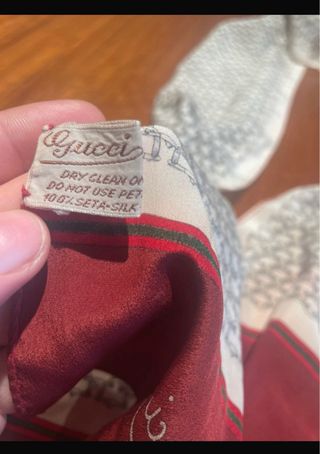 Gucci
DRY CLEAN ON
DO NOT USE PET
100% SETA-SILK